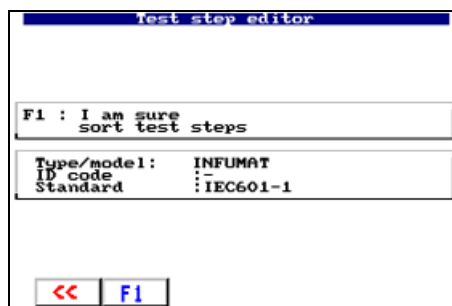 Test step editor
F1 : I am sure
sort test steps
Type/model: INFUMAT
ID code :-
Standard :IEC601-1
<< F1